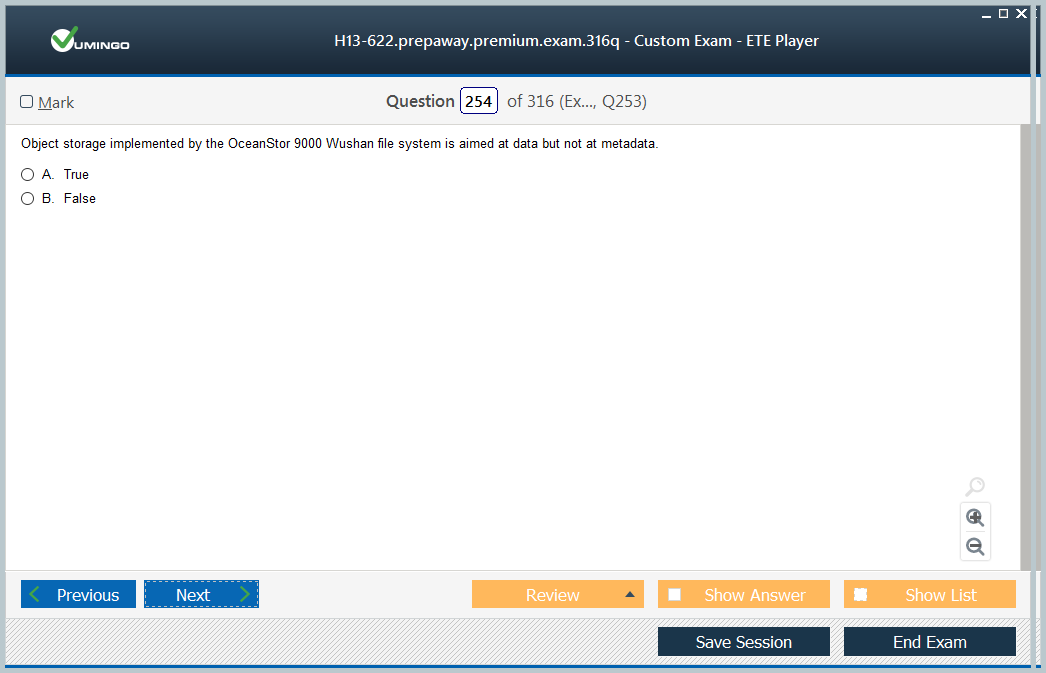 VUMINGO
H13-622.prepaway.premium.exam.316q - Custom Exam - ETE Player
Mark
Question 254 of 316 (Ex..., Q253)
Object storage implemented by the OceanStor 9000 Wushan file system is aimed at data but not at metadata.
A. True
B. False
Previous
Next
Review
Show Answer
Show List
Save Session
End Exam